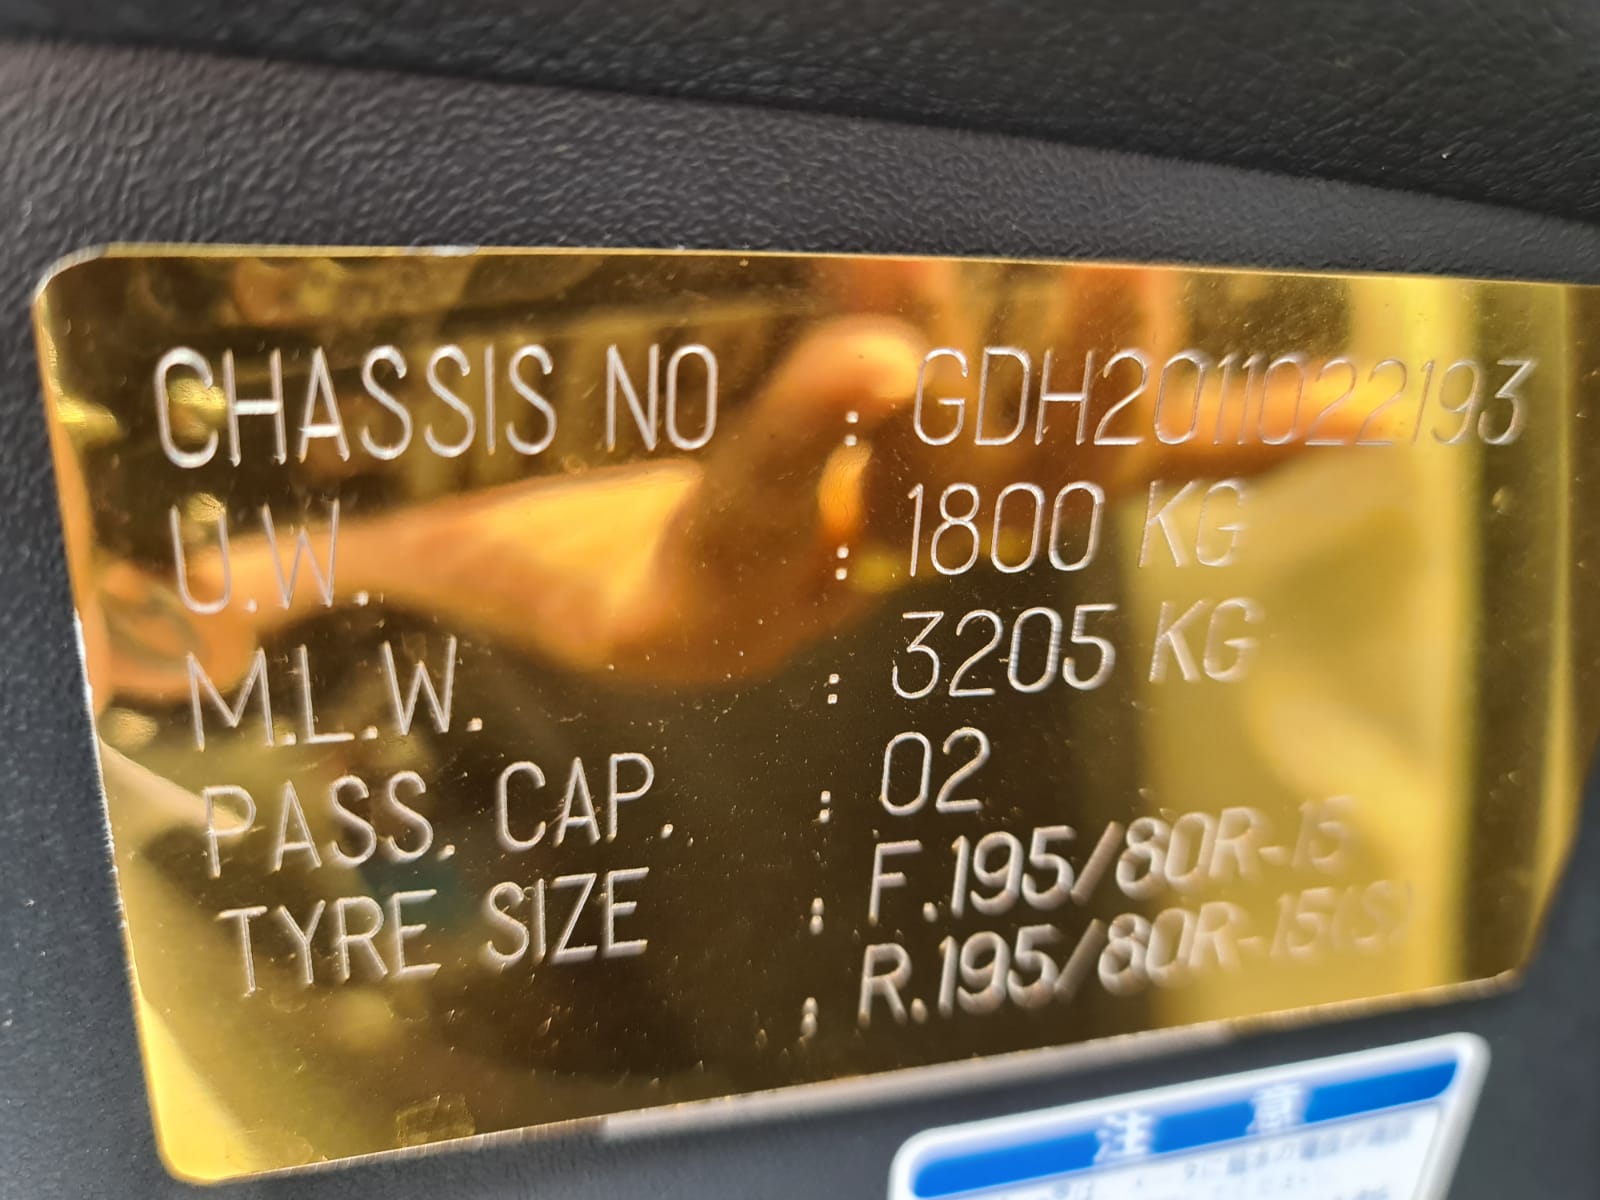 CHASSIS NO : GDH2011022193
U.W. : 1800 KG
M.L.W. : 3205 KG
PASS. CAP. : 02
TYRE SIZE : F.195/80R-15
: R.195/80R-15(S)
注 意